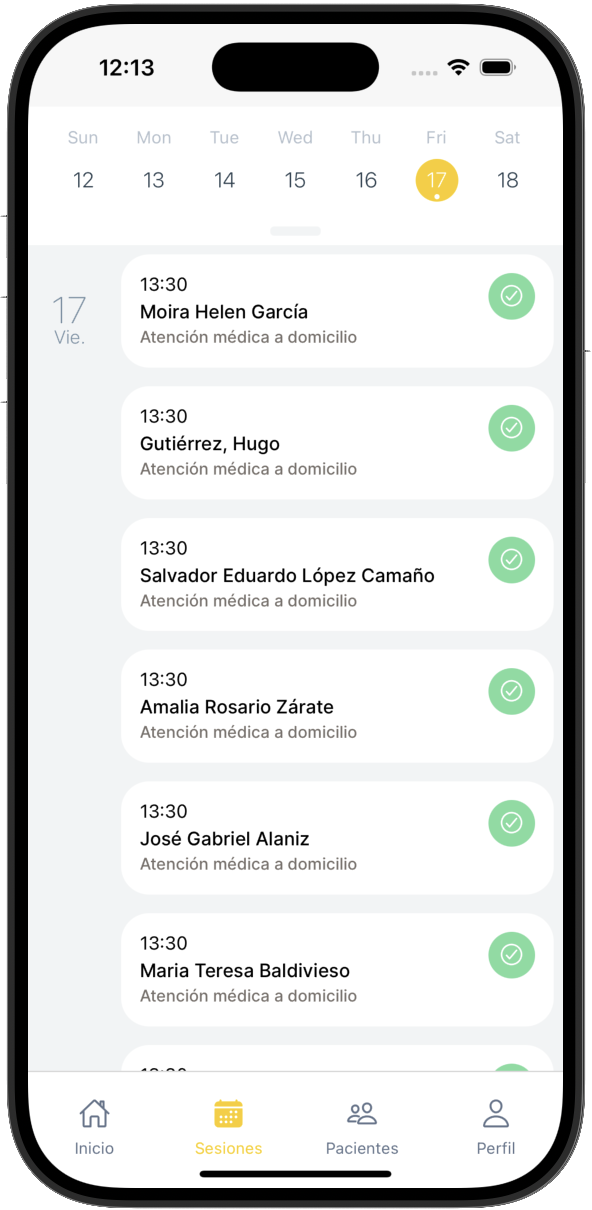 12:13
Sun Mon Tue Wed Thu Fri Sat
12 13 14 15 16 17 18
17
Vie.
13:30
Moira Helen García
Atención médica a domicilio
13:30
Gutiérrez, Hugo
Atención médica a domicilio
13:30
Salvador Eduardo López Camaño
Atención médica a domicilio
13:30
Amalia Rosario Zárate
Atención médica a domicilio
13:30
José Gabriel Alaniz
Atención médica a domicilio
13:30
Maria Teresa Baldivieso
Atención médica a domicilio
Inicio Sesiones Pacientes Perfil